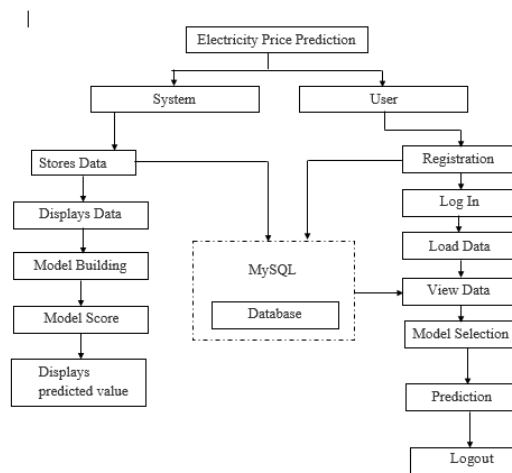 Electricity Price Prediction
System
User
Stores Data
Registration
Displays Data
Log In
Load Data
MySQL
Model Building
View Data
Database
Model Score
Model Selection
Displays
predicted value
Prediction
Logout